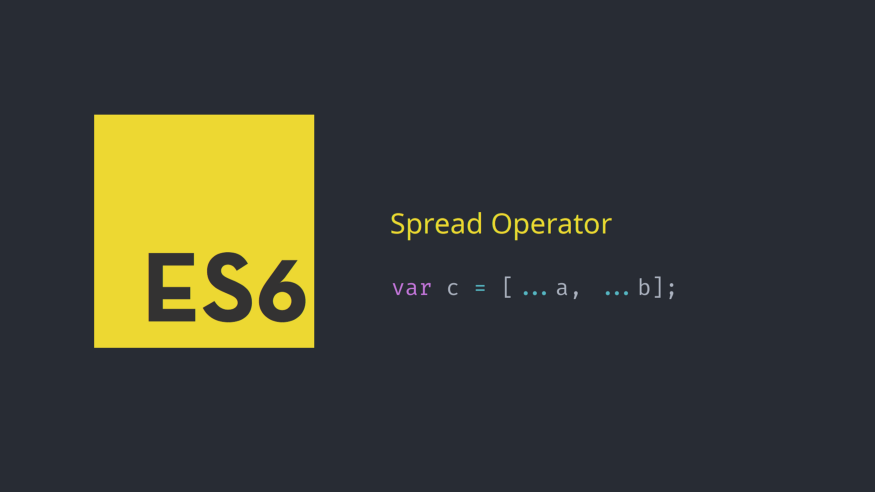 ES6
Spread Operator
var c = [...a, ...b];